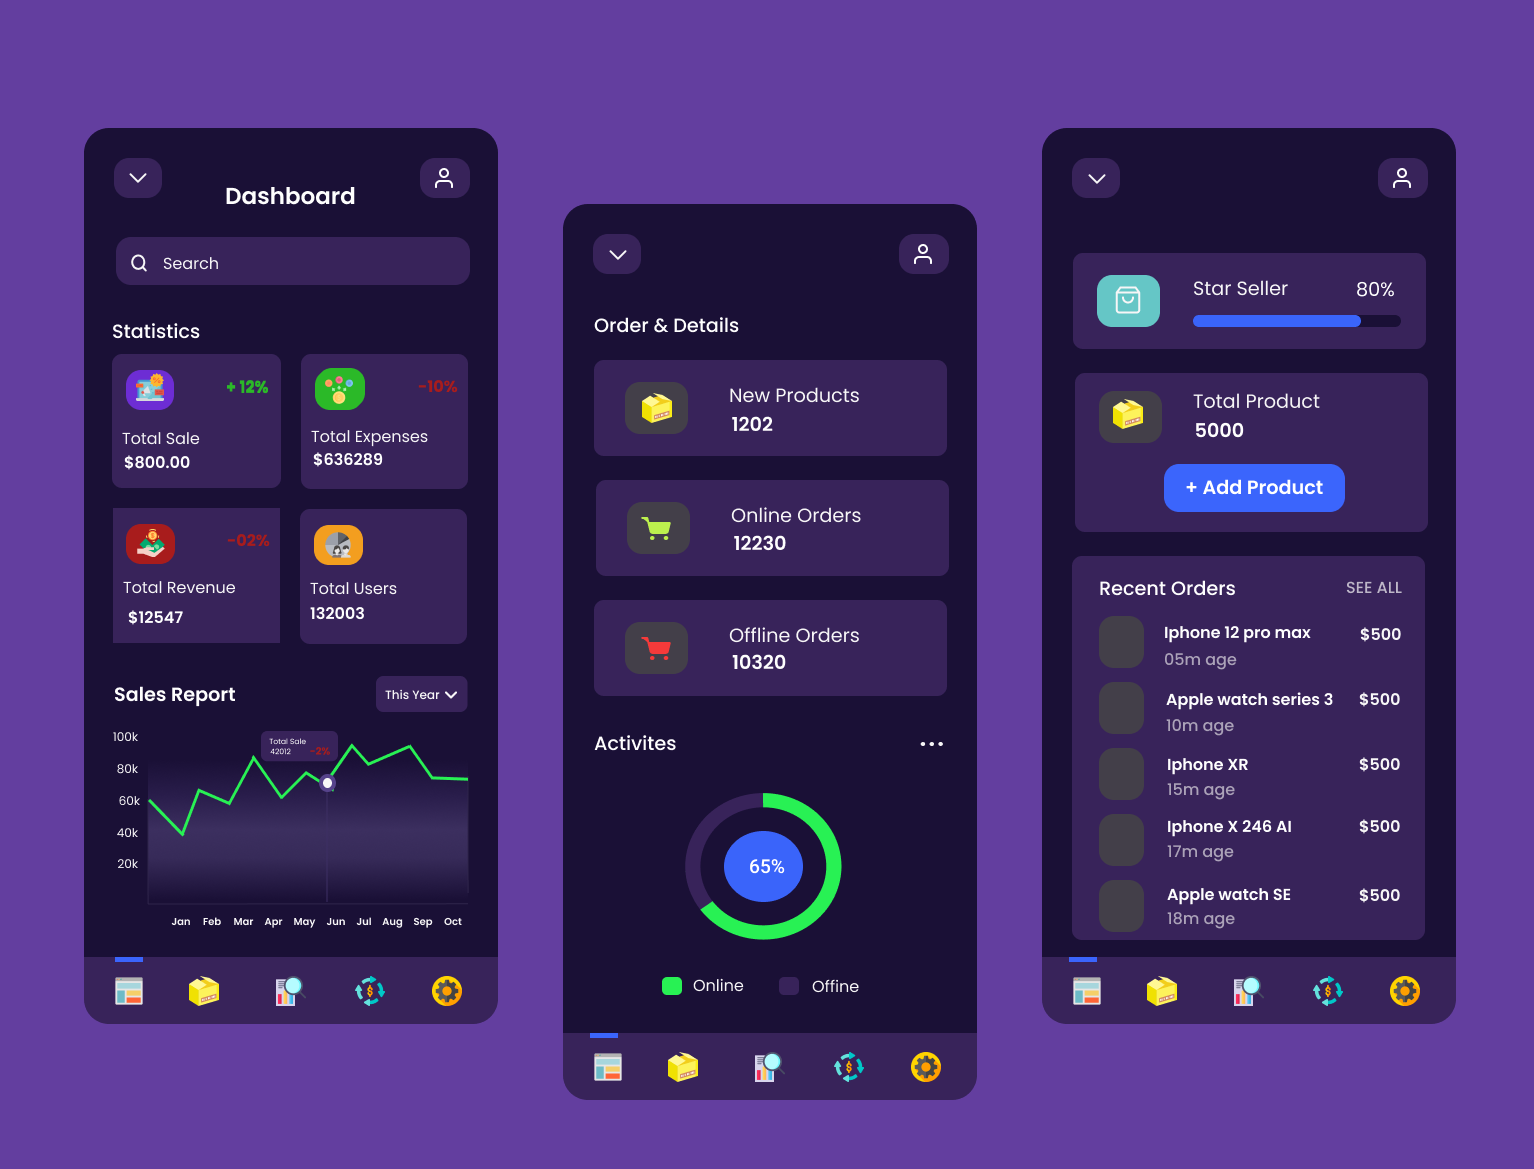 Dashboard
Search
Statistics
+ 12%
Total Sale
$800.00
-10%
Total Expenses
$636289
-02%
Total Revenue
$12547
Total Users
132003
Sales Report
This Year
100k
80k
60k
40k
20k
Total Sale
42012
-2%
Jan Feb Mar Apr May Jun Jul Aug Sep Oct
Order & Details
New Products
1202
Online Orders
12230
Offline Orders
10320
Activites
65%
Online
Offine
Star Seller
80%
Total Product
5000
+ Add Product
Recent Orders
SEE ALL
Iphone 12 pro max
$500
05m age
Apple watch series 3
$500
10m age
Iphone XR
$500
15m age
Iphone X 246 AI
$500
17m age
Apple watch SE
$500
18m age